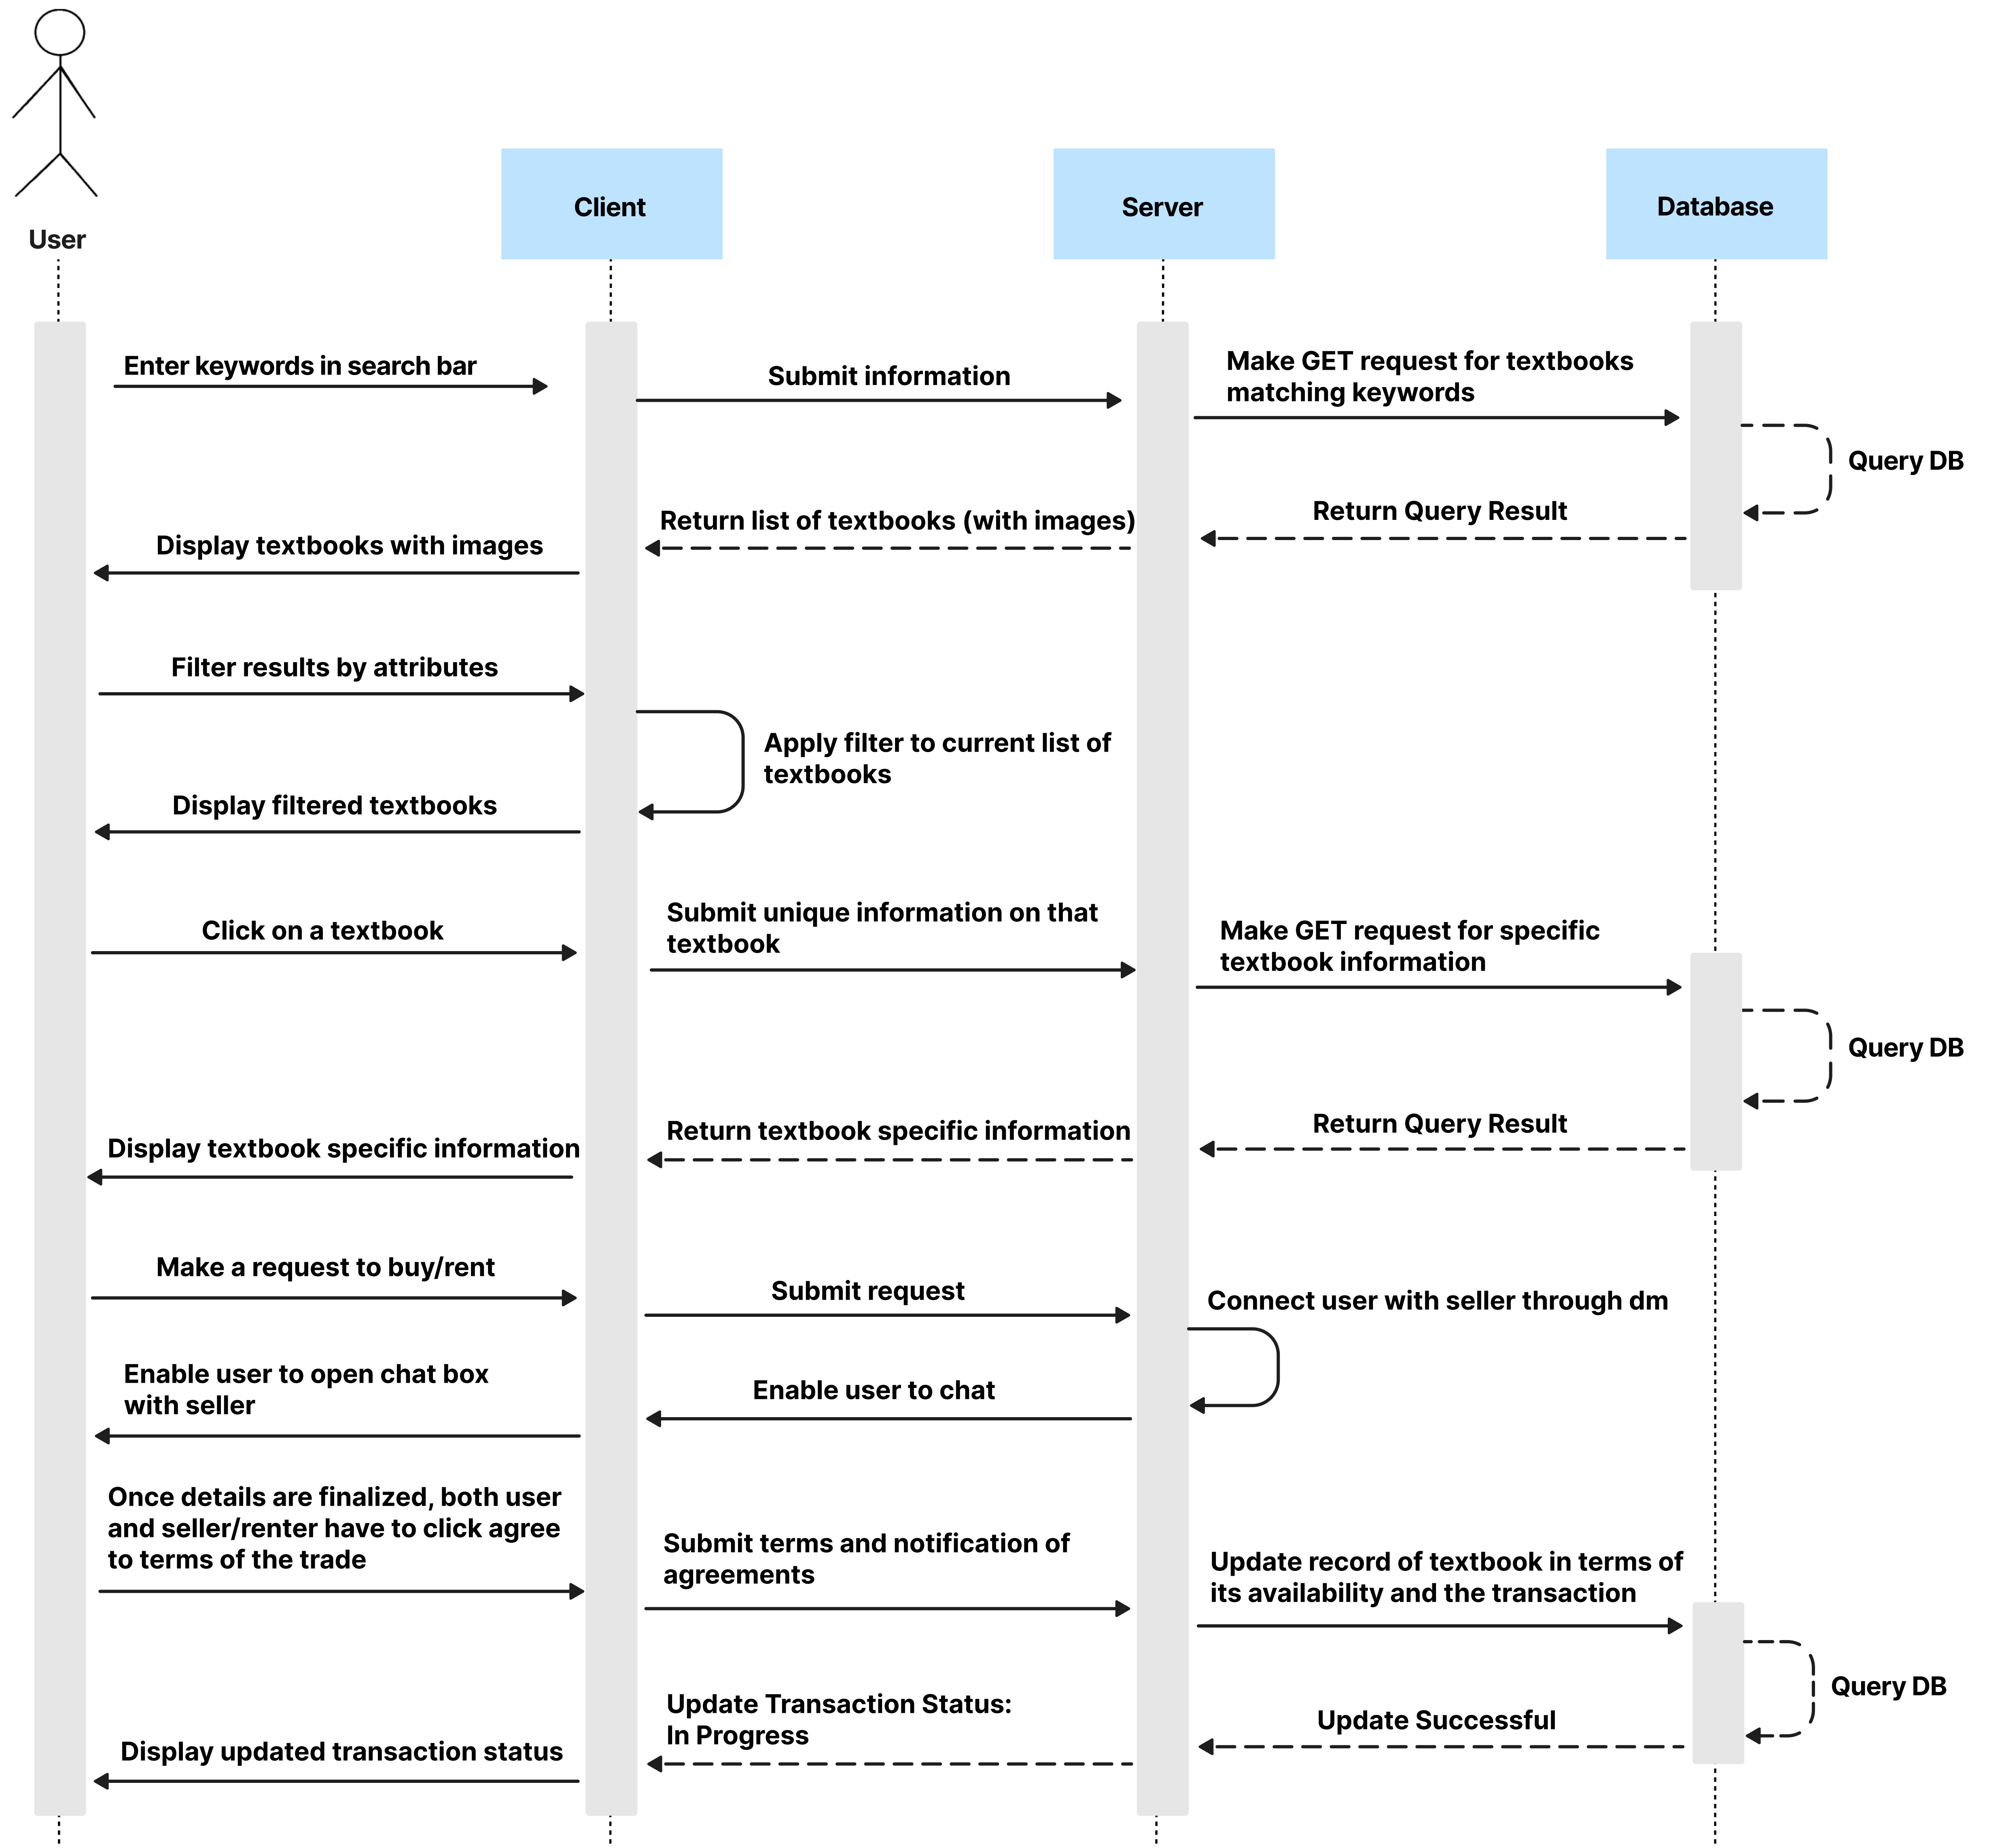 User
Client
Server
Database
Enter keywords in search bar
Submit information
Make GET request for textbooks
matching keywords
Query DB
Return Query Result
Return list of textbooks (with images)
Display textbooks with images
Filter results by attributes
Apply filter to current list of
textbooks
Display filtered textbooks
Click on a textbook
Submit unique information on that
textbook
Make GET request for specific
textbook information
Query DB
Return Query Result
Return textbook specific information
Display textbook specific information
Make a request to buy/rent
Submit request
Connect user with seller through dm
Enable user to chat
Enable user to open chat box
with seller
Once details are finalized, both user
and seller/renter have to click agree
to terms of the trade
Submit terms and notification of
agreements
Update record of textbook in terms of
its availability and the transaction
Query DB
Update Successful
Update Transaction Status:
In Progress
Display updated transaction status